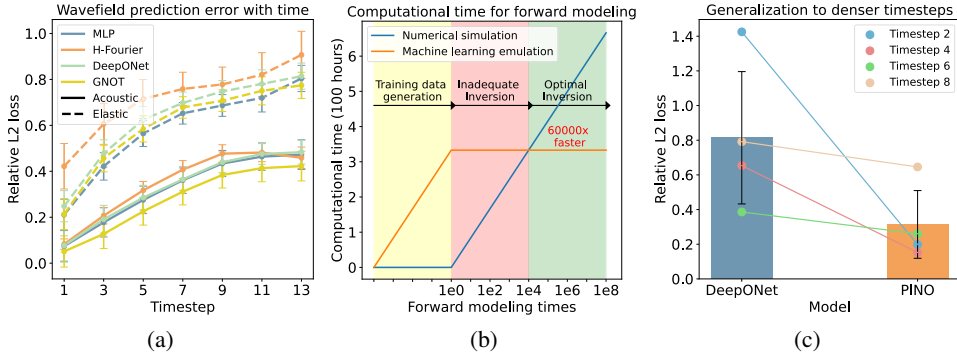 Wavefield prediction error with time
Relative L2 loss
1.0
0.8
0.6
0.4
0.2
0.0
MLP
H-Fourier
DeepONet
GNOT
Acoustic
Elastic
1 3 5 7 9 11 13
Timestep
(a)
Computational time for forward modeling
Computational time (100 hours)
6
5
4
3
2
1
0
Numerical simulation
Machine learning emulation
Training data
generation
Inadequate
Inversion
Optimal
Inversion
60000x
faster
1 1e0 1e2 1e4 1e6 1e8
Forward modeling times
(b)
Generalization to denser timesteps
Relative L2 loss
1.4
1.2
1.0
0.8
0.6
0.4
0.2
0.0
Timestep 2
Timestep 4
Timestep 6
Timestep 8
DeepONet PINO
Model
(c)